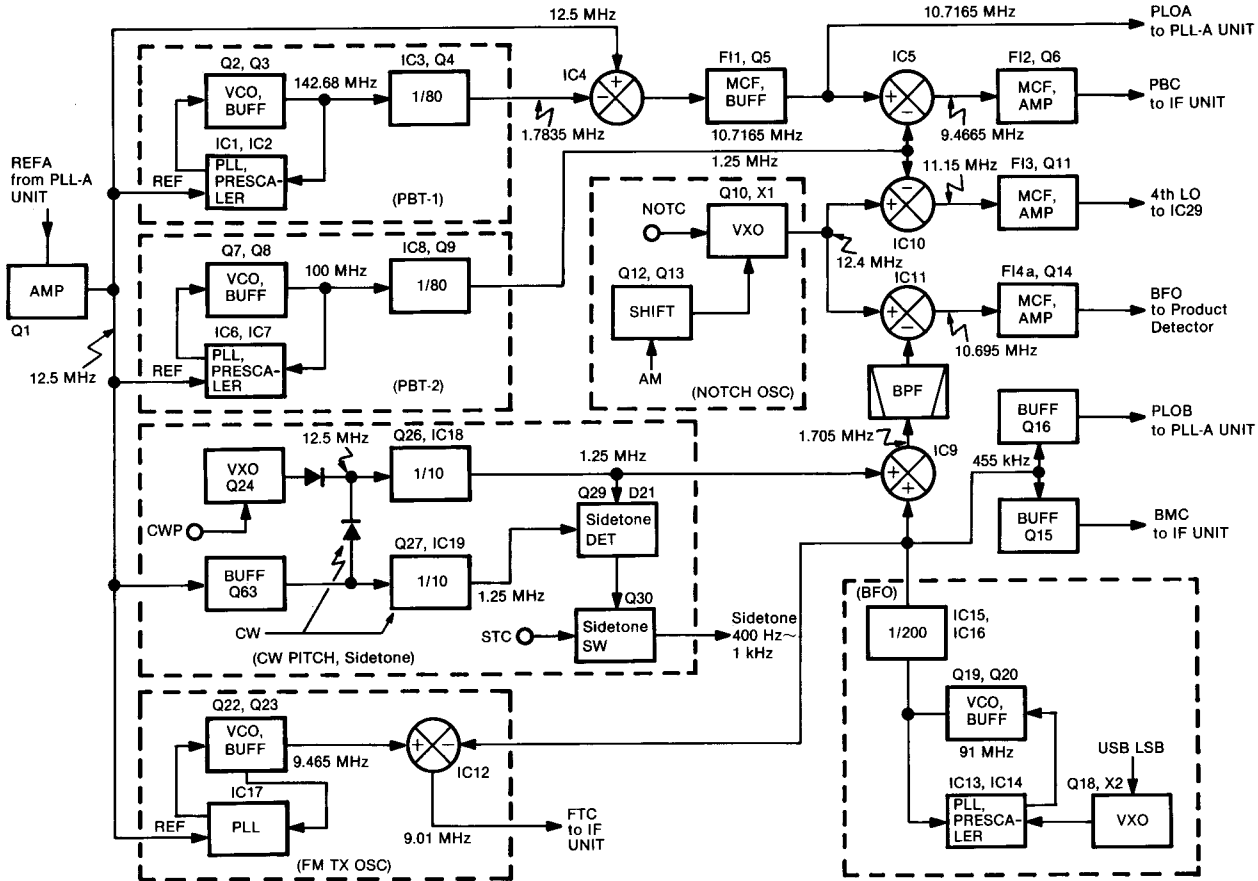 12.5 MHz
10.7165 MHz
PLOA
to PLL-A UNIT
Q2, Q3
VCO,
BUFF
142.68 MHz
IC3, Q4
1/80
1.7835 MHz
IC1, IC2
PLL,
PRESCA-
LER
REF
(PBT-1)
IC4
+
−
FI1, Q5
MCF,
BUFF
10.7165 MHz
IC5
+
−
9.4665 MHz
FI2, Q6
MCF,
AMP
PBC
to IF UNIT
REFA
from PLL-A
UNIT
AMP
Q1
12.5 MHz
1.25 MHz
Q7, Q8
VCO,
BUFF
100 MHz
IC8, Q9
1/80
IC6, IC7
PLL,
PRESCA-
LER
REF
(PBT-2)
NOTC
Q10, X1
VXO
Q12, Q13
SHIFT
AM
(NOTCH OSC)
12.4 MHz
−
+
IC10
11.15 MHz
FI3, Q11
MCF,
AMP
4th LO
to IC29
IC11
+
−
10.695 MHz
FI4a, Q14
MCF,
AMP
BFO
to Product
Detector
BPF
1.705 MHz
IC9
+
+
455 kHz
BUFF
Q16
PLOB
to PLL-A UNIT
BUFF
Q15
BMC
to IF UNIT
12.5 MHz
VXO
Q24
CWP
Q26, IC18
1/10
1.25 MHz
Q29
D21
Sidetone
DET
BUFF
Q63
Q27, IC19
1/10
1.25 MHz
CW
STC
Q30
Sidetone
SW
Sidetone
400 Hz~
1 kHz
(CW PITCH, Sidetone)
Q22, Q23
VCO,
BUFF
9.465 MHz
+
−
IC12
IC17
PLL
REF
9.01 MHz
FTC
to IF
UNIT
(FM TX OSC)
(BFO)
1/200
IC15,
IC16
Q19, Q20
VCO,
BUFF
91 MHz
IC13, IC14
PLL,
PRESCA-
LER
USB LSB
Q18, X2
VXO